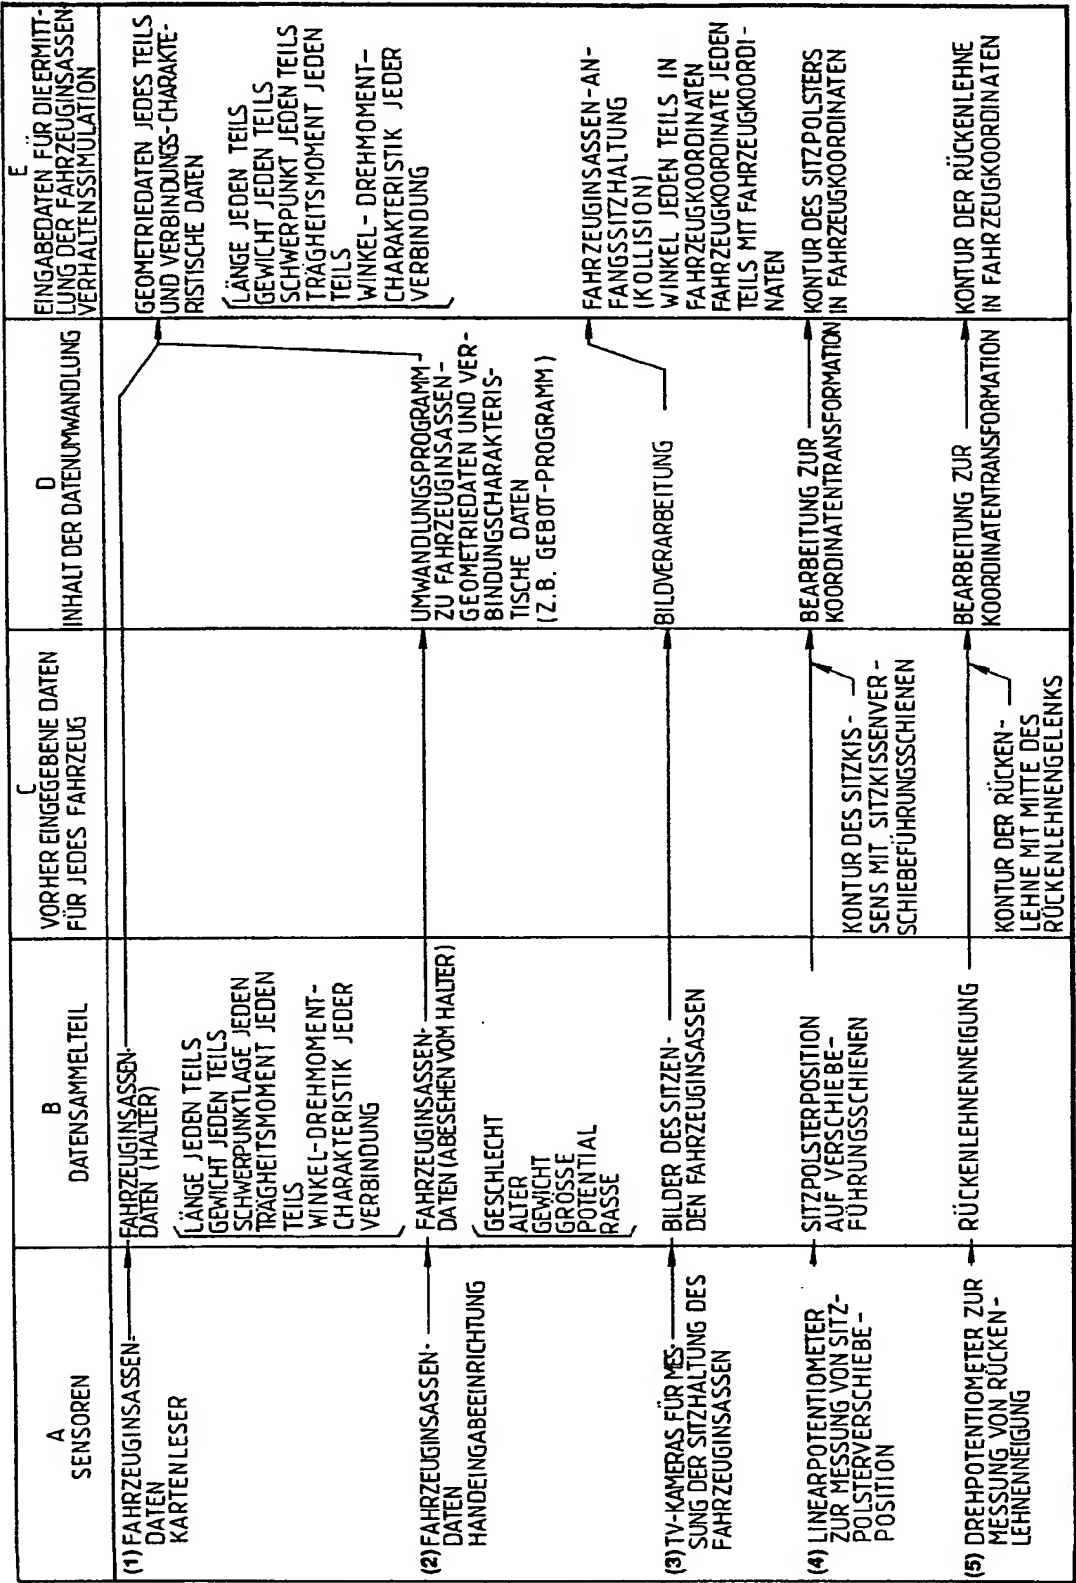 A
SENSOREN
B
DATENSAMMELTEIL
C
VORHER EINGEGEBENE DATEN
FÜR JEDES FAHRZEUG
D
INHALT DER DATENUMWANDLUNG
E
EINGABEDATEN FÜR DIE ERMITT-
LUNG DER FAHRZEUGINSASSEN-
VERHALTENSSIMULATION
(1) FAHRZEUGINSASSEN-
DATEN
KARTENLESER
FAHRZEUGINSASSEN-
DATEN (HALTER)
LÄNGE JEDEN TEILS
GEWICHT JEDEN TEILS
SCHWERPUNKTLAGE JEDEN
TRÄGHEITSMOMENT JEDEN
TEILS
WINKEL-DREHMOMENT-
CHARAKTERISTIK JEDER
VERBINDUNG
GEOMETRIEDATEN JEDES TEILS
UND VERBINDUNGS-CHARAKTE-
RISTISCHE DATEN
LÄNGE JEDEN TEILS
GEWICHT JEDEN TEILS
SCHWERPUNKT JEDEN TEILS
TRÄGHEITSMOMENT JEDEN
TEILS
WINKEL-DREHMOMENT-
CHARAKTERISTIK JEDER
VERBINDUNG
(2) FAHRZEUGINSASSEN-
DATEN
HANDEINGABEEINRICHTUNG
FAHRZEUGINSASSEN-
DATEN (ABESEHEN VOM HALTER)
GESCHLECHT
ALTER
GEWICHT
GRÖSSE
POTENTIAL
RASSE
UMWANDLUNGSPROGRAMM
ZU FAHRZEUGINSASSEN-
GEOMETRIEDATEN UND VER-
BINDUNGSCHARAKTERIS-
TISCHE DATEN
(Z.B. GEBOT-PROGRAMM)
(3) TV-KAMERAS FÜR MES-
SUNG DER SITZHALTUNG DES
FAHRZEUGINSASSEN
BILDER DES SITZEN-
DEN FAHRZEUGINSASSEN
BILDVERARBEITUNG
FAHRZEUGINSASSEN-AN-
FANGSSITZHALTUNG
(KOLLISION)
WINKEL JEDEN TEILS IN
FAHRZEUGKOORDINATEN
FAHRZEUGKOORDINATE JEDEN
TEILS MIT FAHRZEUGKOORDI-
NATEN
(4) LINEARPOTENTIOMETER
ZUR MESSUNG VON SITZ-
POLSTERVERSCHIEBE-
POSITION
SITZPOLSTERPOSITION
AUF VERSCHIEBE-
FÜHRUNGSSCHIENEN
KONTUR DES SITZKIS-
SENS MIT SITZKISSENVER-
SCHIEBEFÜHRUNGSSCHIENEN
BEARBEITUNG ZUR
KOORDINATENTRANSFORMATION
KONTUR DES SITZPOLSTERS
IN FAHRZEUGKOORDINATEN
(5) DREHPOTENTIOMETER ZUR
MESSUNG VON RÜCKEN-
LEHNENNEIGUNG
RÜCKENLEHNENNEIGUNG
KONTUR DER RÜCKEN-
LEHNE MIT MITTE DES
RÜCKENLEHNENGELENKS
BEARBEITUNG ZUR
KOORDINATENTRANSFORMATION
KONTUR DER RÜCKENLEHNE
IN FAHRZEUGKOORDINATEN